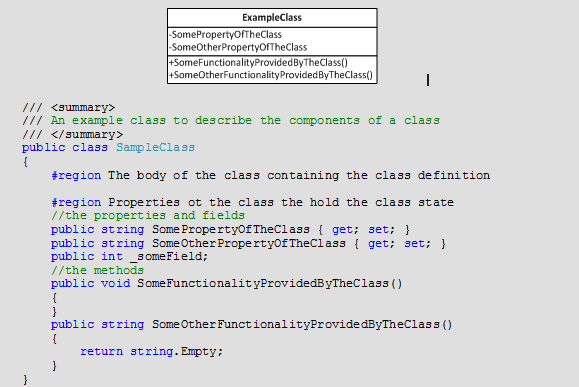 ExampleClass
-SomePropertyOfTheClass
-SomeOtherPropertyOfTheClass
+SomeFunctionalityProvidedByTheClass()
+SomeOtherFunctionalityProvidedByTheClass()
/// <summary>
/// An example class to describe the components of a class
/// </summary>
public class SampleClass
{
#region The body of the class containing the class definition
#region Properties ot the class the hold the class state
//the properties and fields
public string SomePropertyOfTheClass { get; set; }
public string SomeOtherPropertyOfTheClass { get; set; }
public int _someField;
//the methods
public void SomeFunctionalityProvidedByTheClass()
{
}
public string SomeOtherFunctionalityProvidedByTheClass()
{
return string.Empty;
}
}